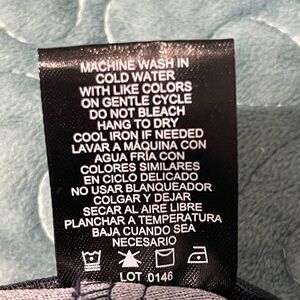 MACHINE WASH IN
COLD WATER
WITH LIKE COLORS
ON GENTLE CYCLE
DO NOT BLEACH
HANG TO DRY
COOL IRON IF NEEDED
LAVAR A MÁQUINA CON
AGUA FRÍA CON
COLORES SIMILARES
EN CICLO DELICADO
NO USAR BLANQUEADOR
COLGAR Y DEJAR
SECAR AL AIRE LIBRE
PLANCHAR A TEMPERATURA
BAJA CUANDO SEA
NECESARIO
LOT 0146